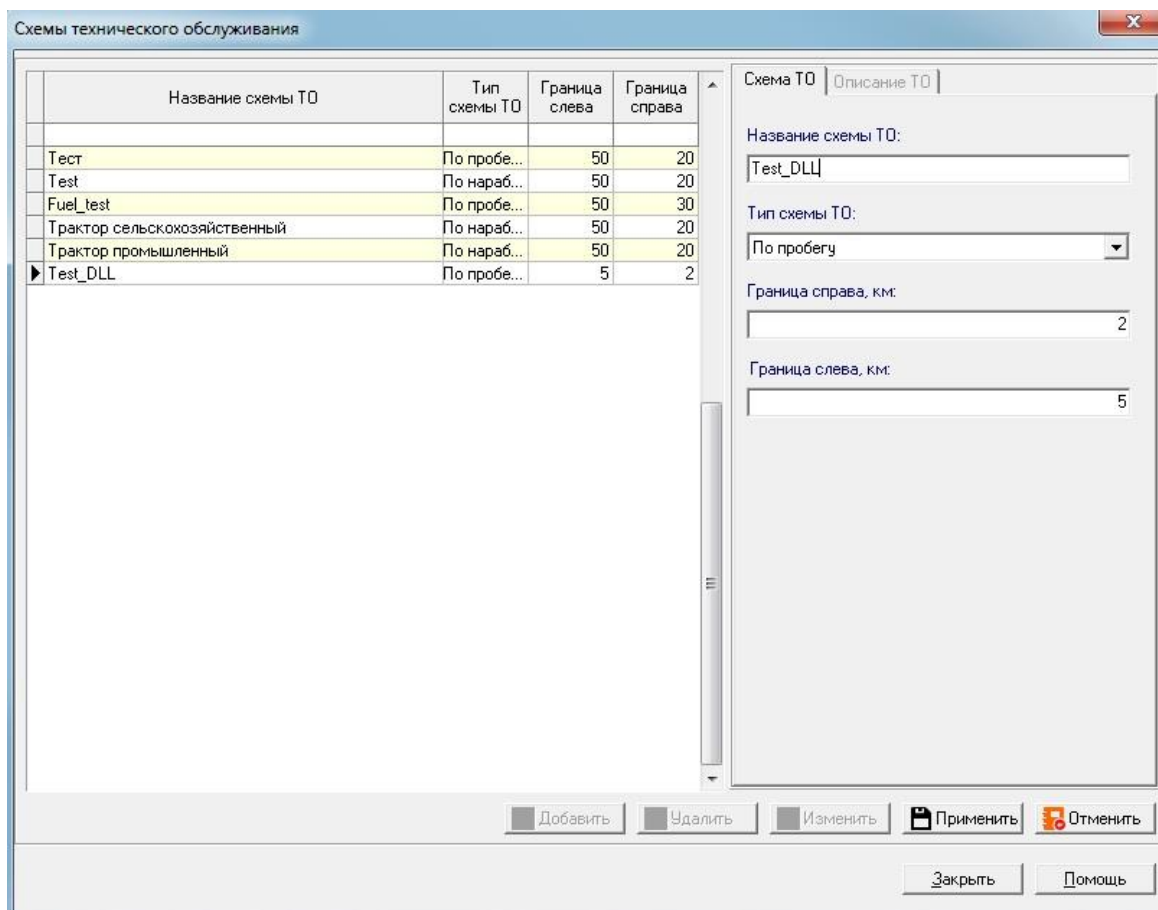 Схемы технического обслуживания
Название схемы ТО Тип схемы ТО Граница слева Граница справа
Тест По пробе... 50 20
Test По нараб... 50 20
Fuel_test По пробе... 50 30
Трактор сельскохозяйственный По нараб... 50 20
Трактор промышленный По нараб... 50 20
Test_DLL По пробе... 5 2
Схема ТО Описание ТО
Название схемы ТО:
Test_DLL
Тип схемы ТО:
По пробегу
Граница справа, км:
2
Граница слева, км:
5
Добавить Удалить Изменить Применить Отменить
Закрыть Помощь